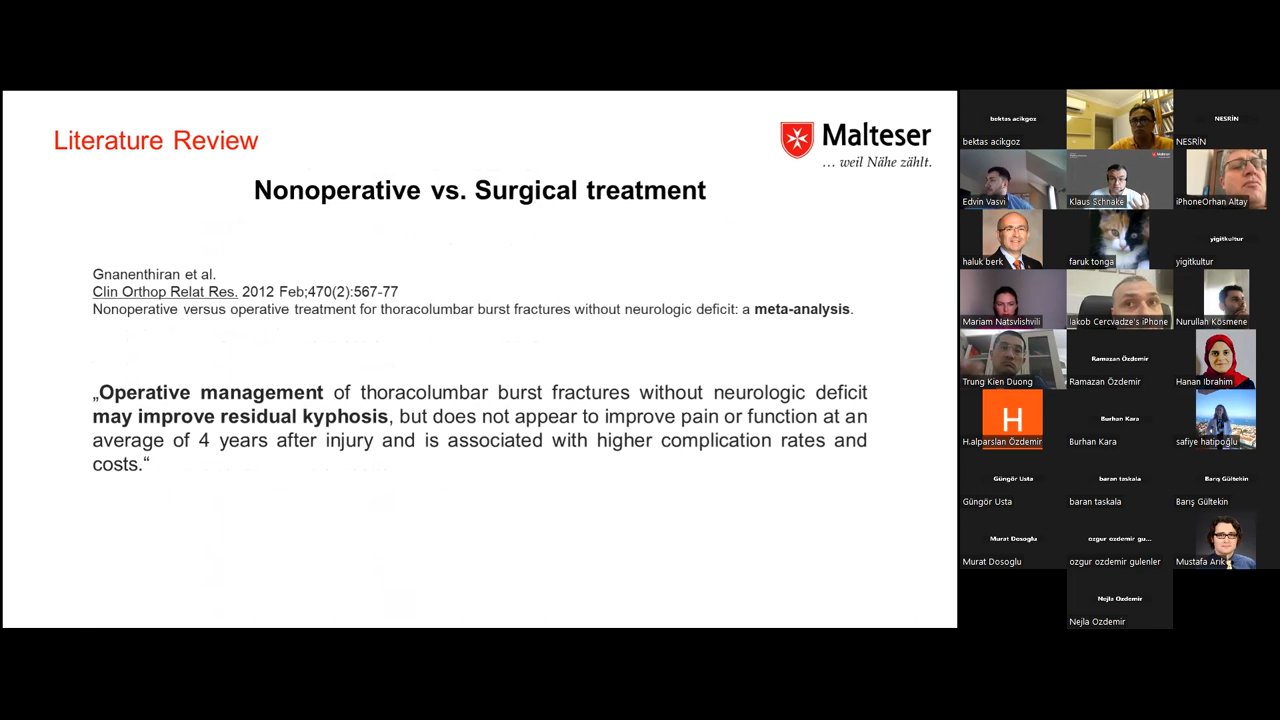 Literature Review
Malteser
... weil Nähe zählt.
Nonoperative vs. Surgical treatment
Gnanenthiran et al.
Clin Orthop Relat Res. 2012 Feb;470(2):567-77
Nonoperative versus operative treatment for thoracolumbar burst fractures without neurologic deficit: a meta-analysis.
„Operative management of thoracolumbar burst fractures without neurologic deficit
may improve residual kyphosis, but does not appear to improve pain or function at an
average of 4 years after injury and is associated with higher complication rates and
costs.“
bektas acikgoz
bektas acikgoz
NESRİN
NESRİN
Edvin Vasvi
Malteser
Klaus Schnake
iPhoneOrhan Altay
haluk berk
faruk tonga
yigitkultur
yigitkultur
Mariam Natsvlishvili
Iakob Cercvadze's iPhone
Nurullah Kösmene
Trung Kien Duong
Ramazan Özdemir
Ramazan Özdemir
Hanan Ibrahim
H
H.alparslan Özdemir
Burhan Kara
Burhan Kara
safiye hatipoğlu
Güngör Usta
Güngör Usta
baran taskala
baran taskala
Barış Gültekin
Barış Gültekin
Murat Dosoglu
Murat Dosoglu
ozgur ozdemir gu...
ozgur ozdemir gulenler
Mustafa Arık
Nejla Ozdemir
Nejla Ozdemir